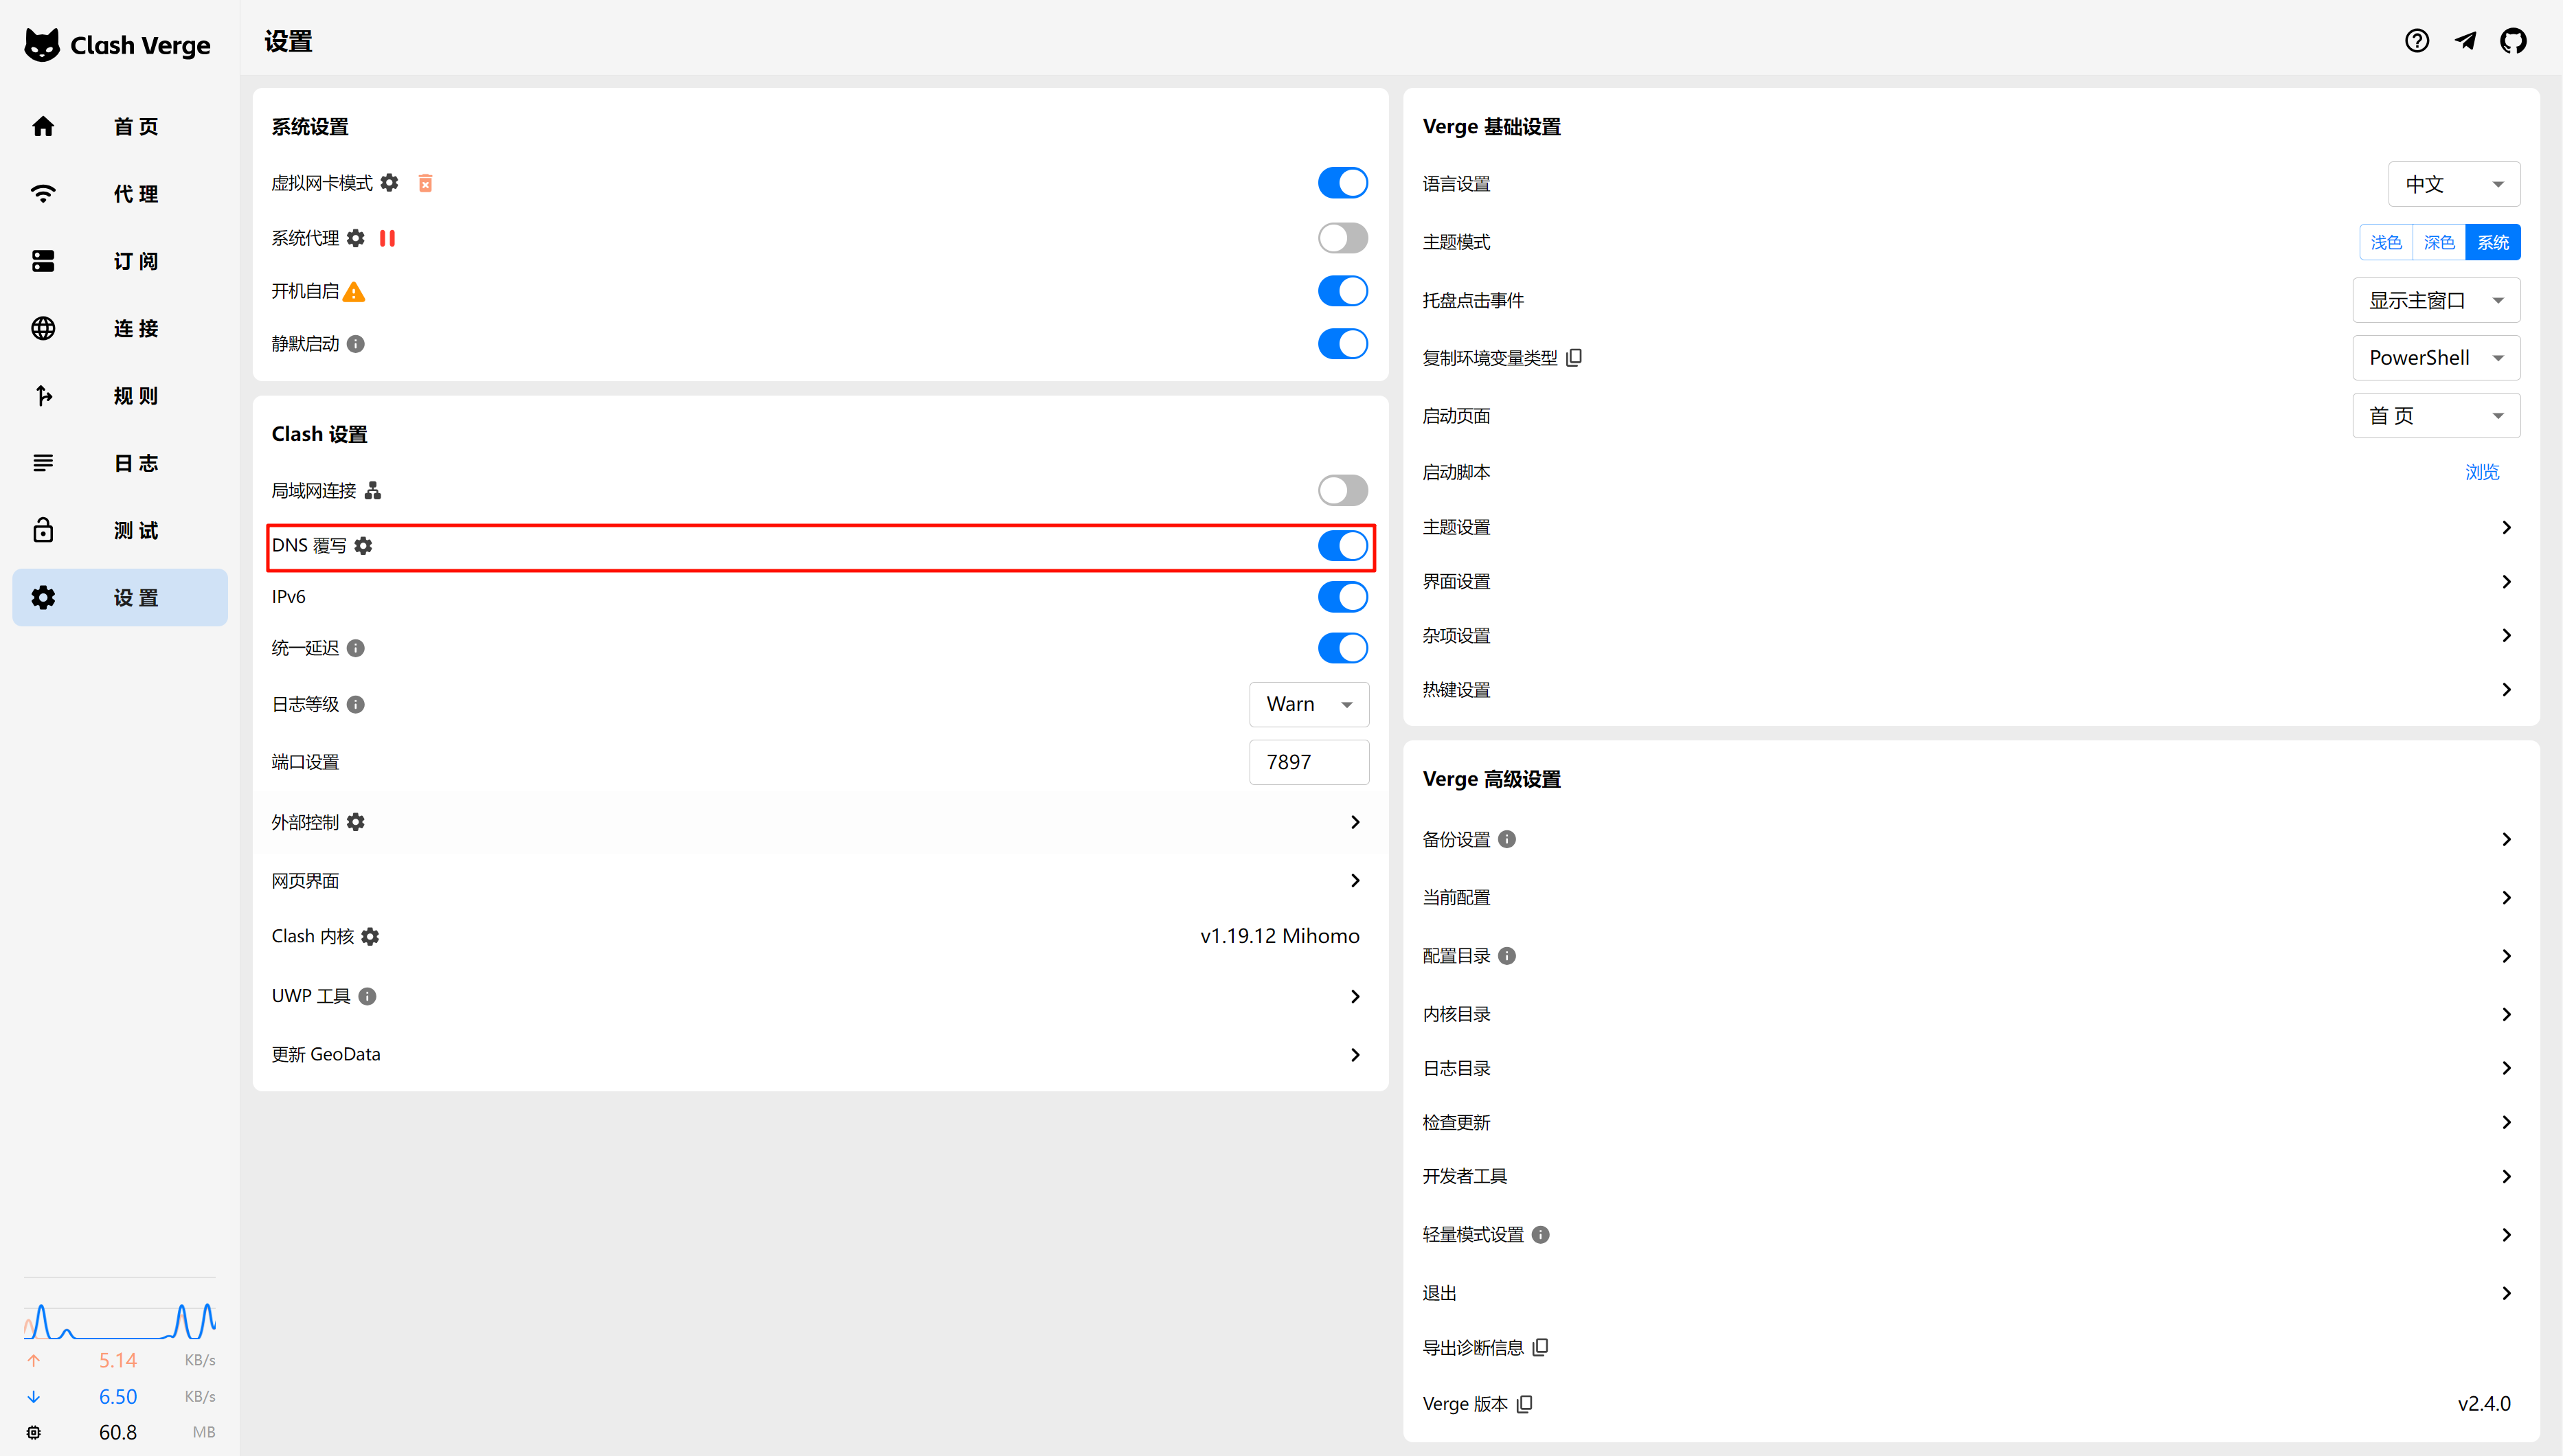 Clash Verge
首 页
代 理
订 阅
连 接
规 则
日 志
测 试
设 置
5.14 KB/s
6.50 KB/s
60.8 MB
设置
系统设置
虚拟网卡模式
系统代理
开机自启
静默启动
Clash 设置
局域网连接
DNS 覆写
IPv6
统一延迟
日志等级 Warn
端口设置 7897
外部控制
网页界面
Clash 内核 v1.19.12 Mihomo
UWP 工具
更新 GeoData
Verge 基础设置
语言设置 中文
主题模式 浅色 深色 系统
托盘点击事件 显示主窗口
复制环境变量类型 PowerShell
启动页面 首 页
启动脚本 浏览
主题设置
界面设置
杂项设置
热键设置
Verge 高级设置
备份设置
当前配置
配置目录
内核目录
日志目录
检查更新
开发者工具
轻量模式设置
退出
导出诊断信息
Verge 版本 v2.4.0